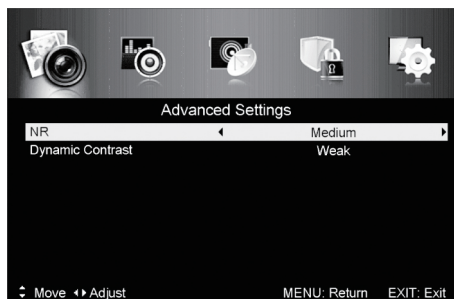 Advanced Settings
NR Medium
Dynamic Contrast Weak
Move Adjust MENU: Return EXIT: Exit